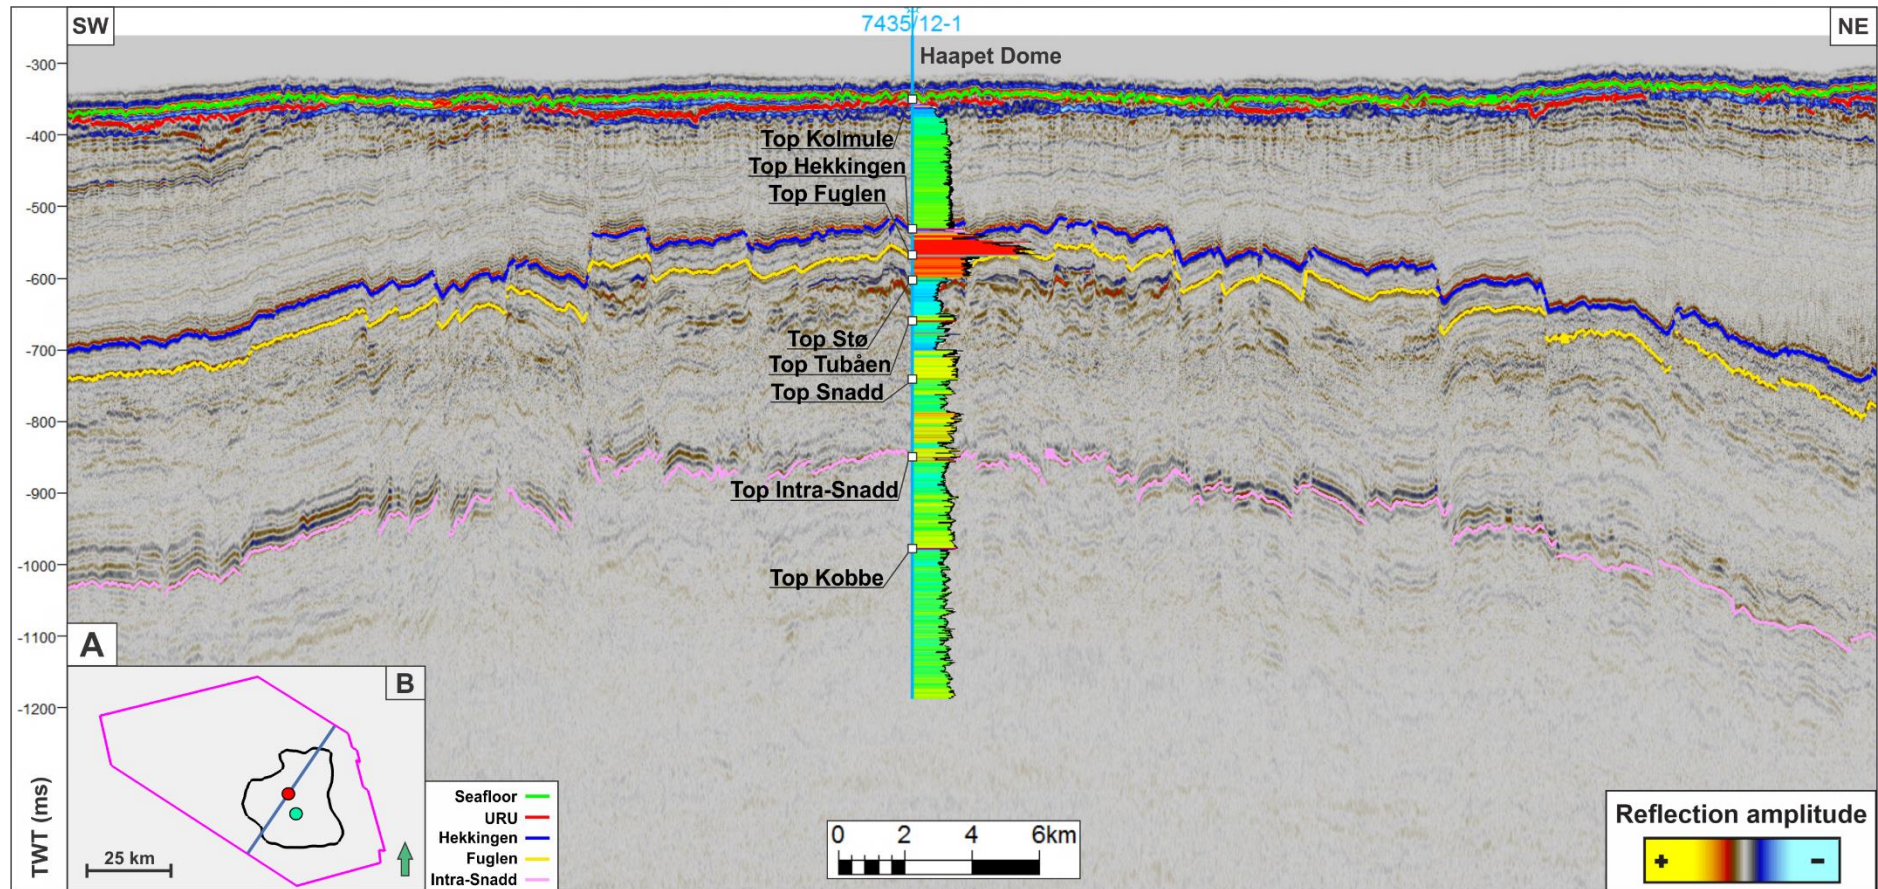 7435/12-1
SW
NE
Haapet Dome
-300
-400
-500
-600
-700
-800
-900
-1000
-1100
-1200
TWT (ms)
Top Kolmule
Top Hekkingen
Top Fuglen
Top Stø
Top Tubåen
Top Snadd
Top Intra-Snadd
Top Kobbe
A
B
25 km
Seafloor
URU
Hekkingen
Fuglen
Intra-Snadd
0 2 4 6km
Reflection amplitude
+ -